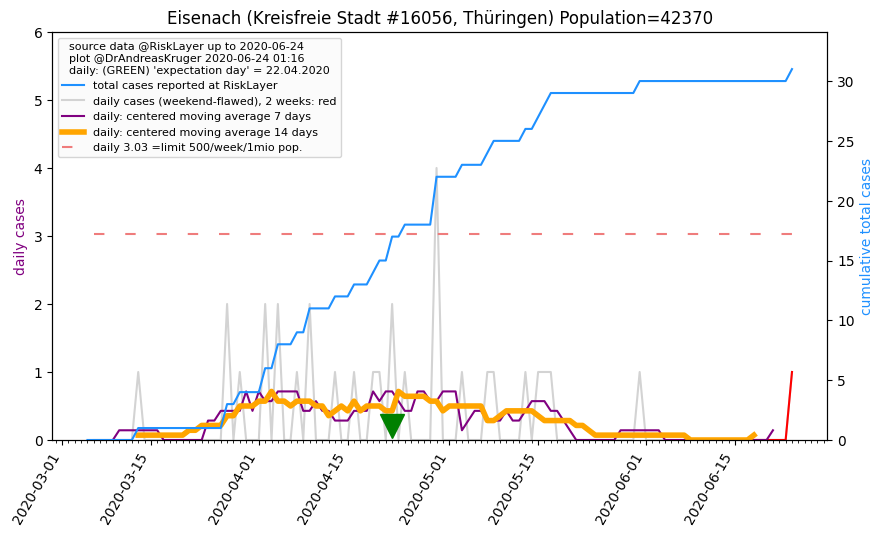 Eisenach (Kreisfreie Stadt #16056, Thüringen) Population=42370
source data @RiskLayer up to 2020-06-24
plot @DrAndreasKruger 2020-06-24 01:16
daily: (GREEN) 'expectation day' = 22.04.2020
total cases reported at RiskLayer
daily cases (weekend-flawed), 2 weeks: red
daily: centered moving average 7 days
daily: centered moving average 14 days
daily 3.03 =limit 500/week/1mio pop.
daily cases
6
5
4
3
2
1
0
cumulative total cases
30
25
20
15
10
5
0
2020-03-01
2020-03-15
2020-04-01
2020-04-15
2020-05-01
2020-05-15
2020-06-01
2020-06-15